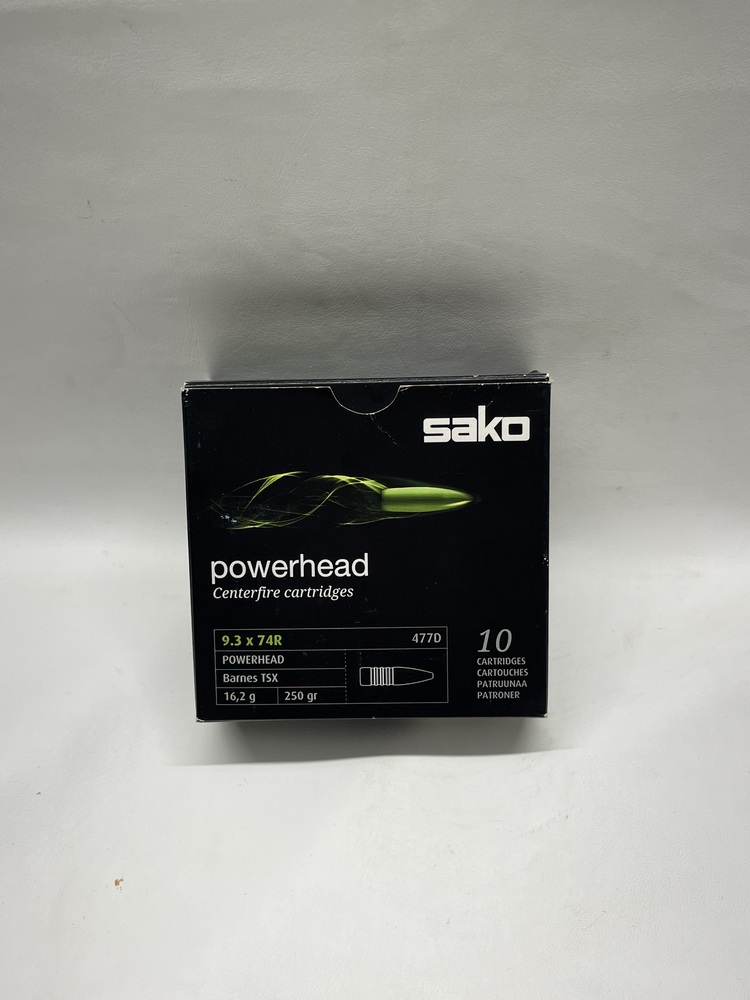 sako
powerhead
Centerfire cartridges
9.3 x 74R 477D
POWERHEAD
Barnes TSX
16,2 g 250 gr
10
CARTRIDGES
CARTOUCHES
PATRUUNAA
PATRONER